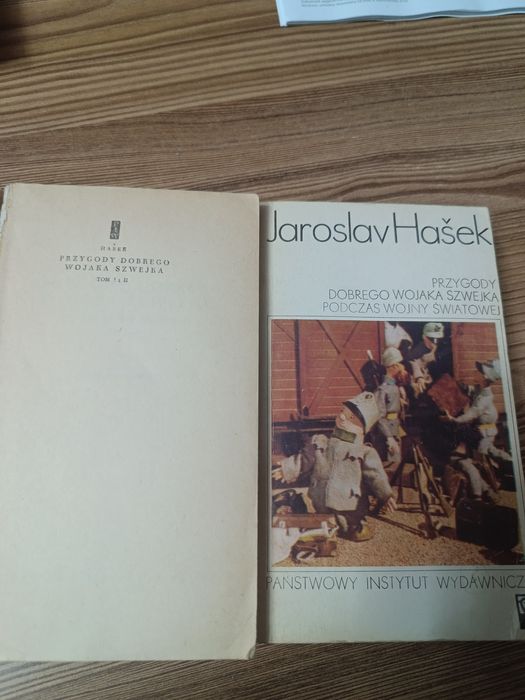 HAŠEK
PRZYGODY DOBREGO
WOJAKA SZWEJKA
TOM I i II
Jaroslav Hašek
PRZYGODY
DOBREGO WOJAKA SZWEJKA
PODCZAS WOJNY ŚWIATOWEJ
PAŃSTWOWY INSTYTUT WYDAWNICZ